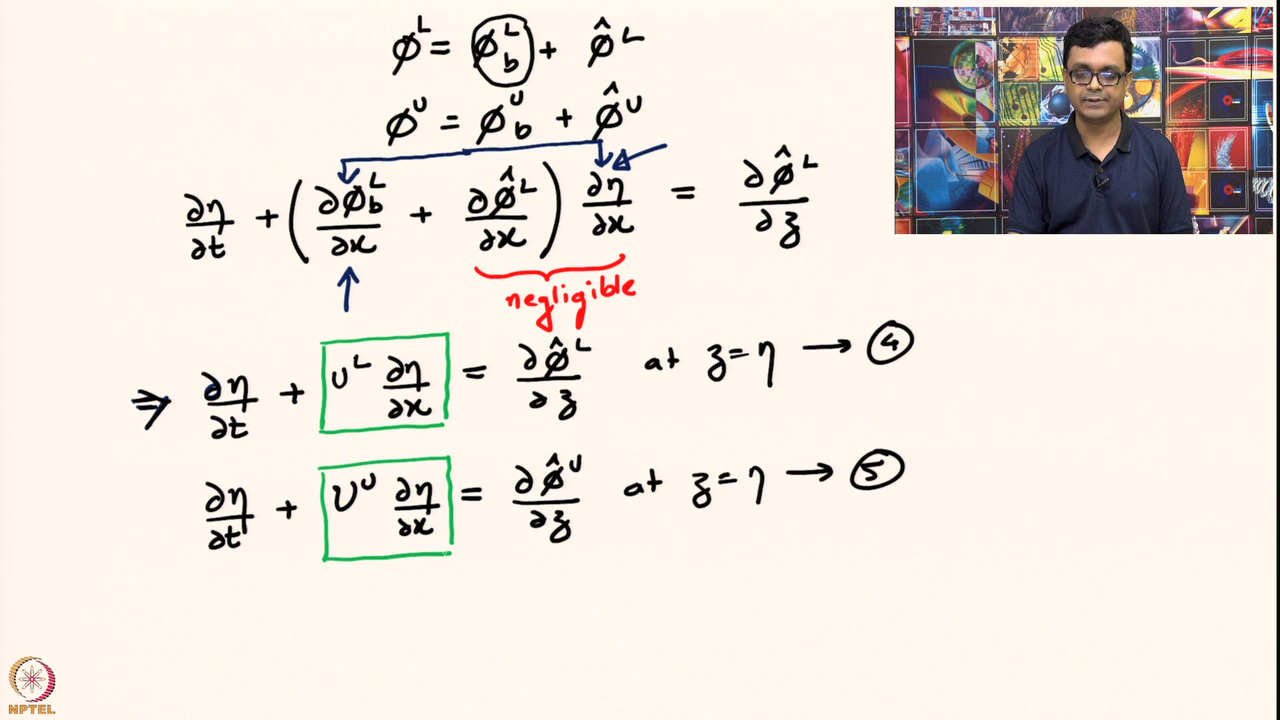 ϕ^L = ϕ_b^L + ϕ̂^L
ϕ^U = ϕ_b^U + ϕ̂^U
∂η/∂t + (∂ϕ_b^L/∂x + ∂ϕ̂^L/∂x) ∂η/∂x = ∂ϕ̂^L/∂z
negligible
⇒ ∂η/∂t + U^L ∂η/∂x = ∂ϕ̂^L/∂z at z=η → ④
∂η/∂t + U^U ∂η/∂x = ∂ϕ̂^U/∂z at z=η → ⑤
NPTEL